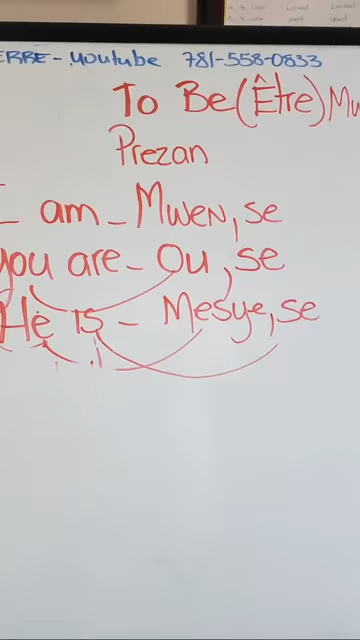 ERRE - youtube 781-558-0833
To Be (Être) Mw
Prezan
I am - Mwen, se
you are - Ou, se
He is - Mesye, se